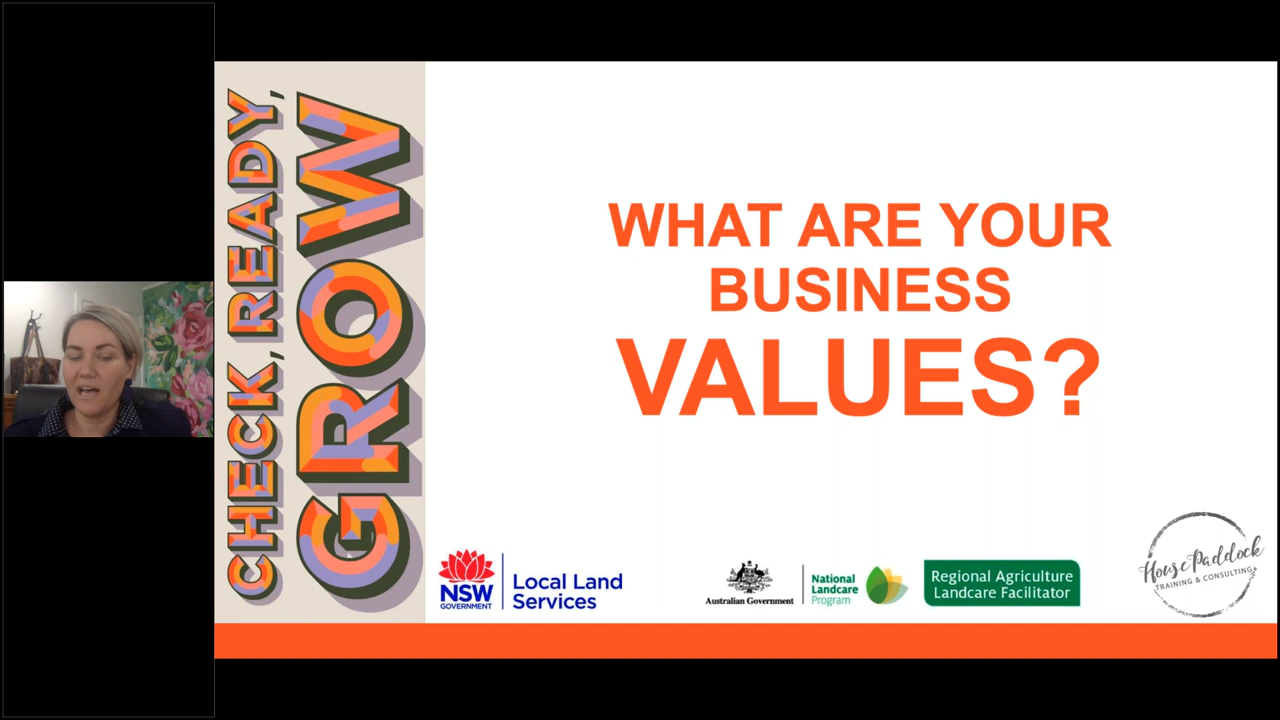 CHECK, READY,
GROW
WHAT ARE YOUR
BUSINESS
VALUES?
NSW
GOVERNMENT
Local Land
Services
Australian Government
National
Landcare
Program
Regional Agriculture
Landcare Facilitator
House Paddock
TRAINING & CONSULTING